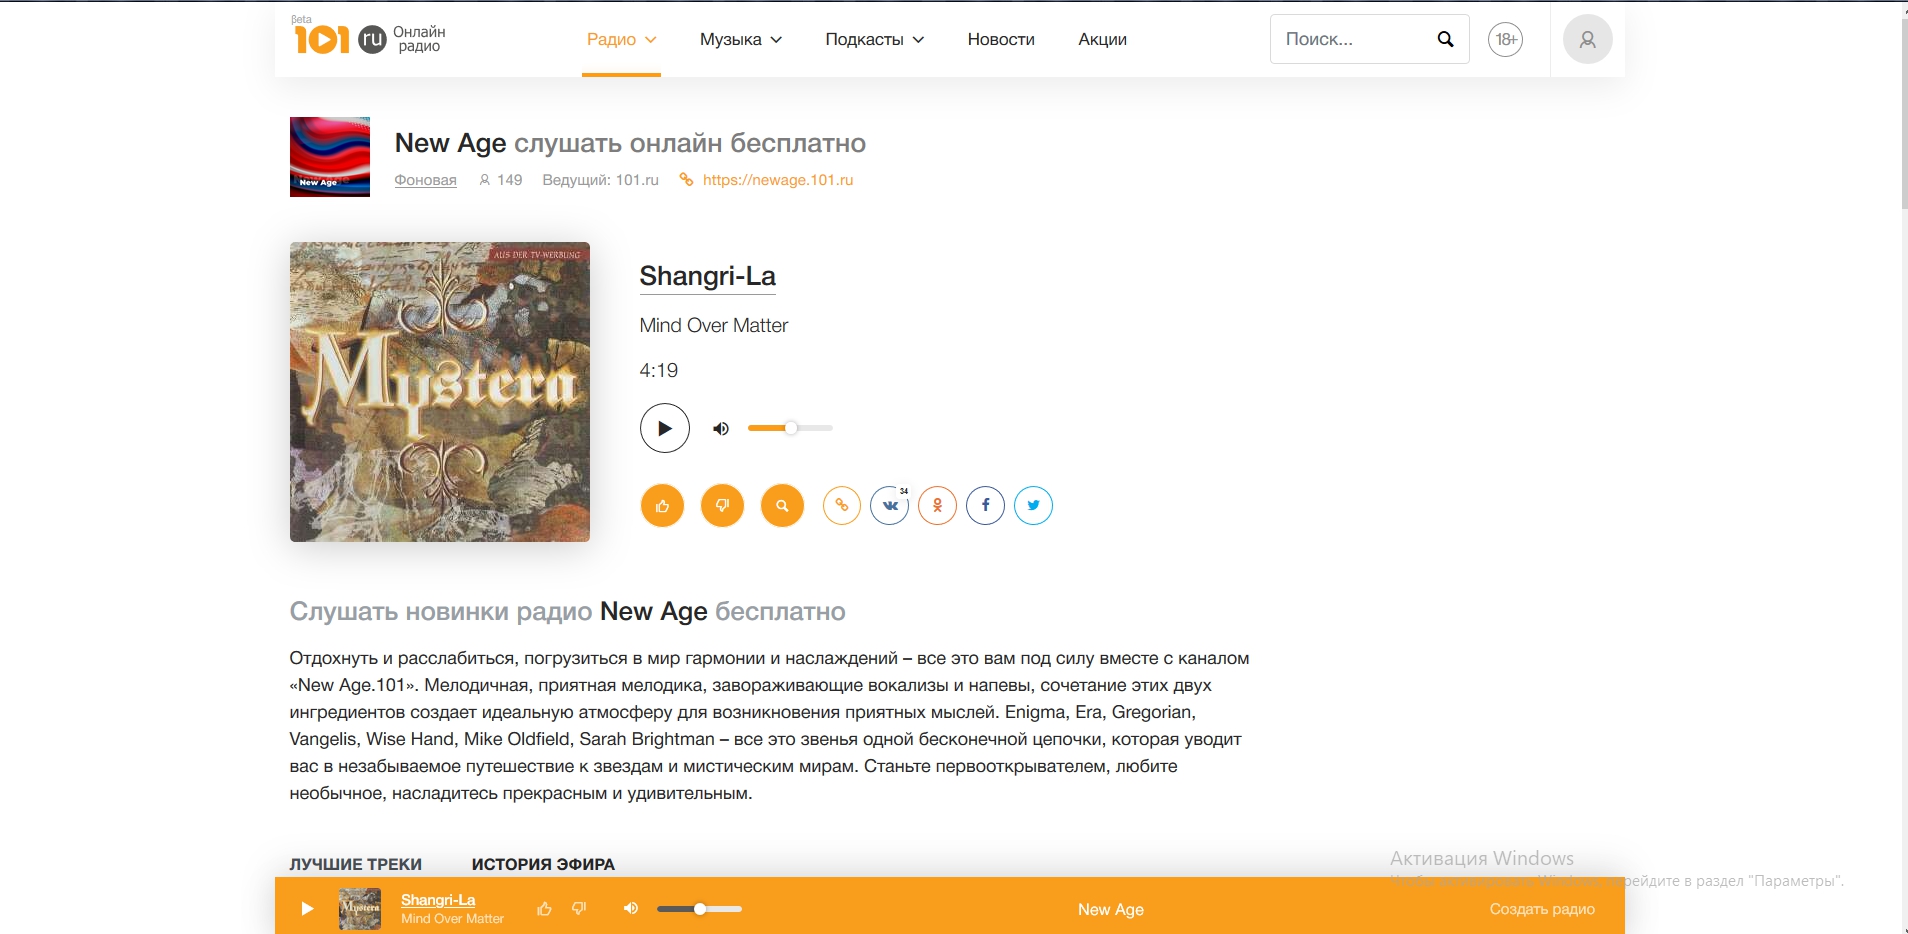 βeta
101 ru Онлайн радио
Радио
Музыка
Подкасты
Новости
Акции
Поиск...
18+
New Age
New Age слушать онлайн бесплатно
Фоновая 149 Ведущий: 101.ru https://newage.101.ru
AUS DER TV-WERBUNG
Mystera
Shangri-La
Mind Over Matter
4:19
34
Слушать новинки радио New Age бесплатно
Отдохнуть и расслабиться, погрузиться в мир гармонии и наслаждений – все это вам под силу вместе с каналом
«New Age.101». Мелодичная, приятная мелодика, завораживающие вокализы и напевы, сочетание этих двух
ингредиентов создает идеальную атмосферу для возникновения приятных мыслей. Enigma, Era, Gregorian,
Vangelis, Wise Hand, Mike Oldfield, Sarah Brightman – все это звенья одной бесконечной цепочки, которая уводит
вас в незабываемое путешествие к звездам и мистическим мирам. Станьте первооткрывателем, любите
необычное, насладитесь прекрасным и удивительным.
ЛУЧШИЕ ТРЕКИ
ИСТОРИЯ ЭФИРА
Активация Windows
рейдите в раздел "Параметры".
Mystera
Shangri-La
Mind Over Matter
New Age
Создать радио